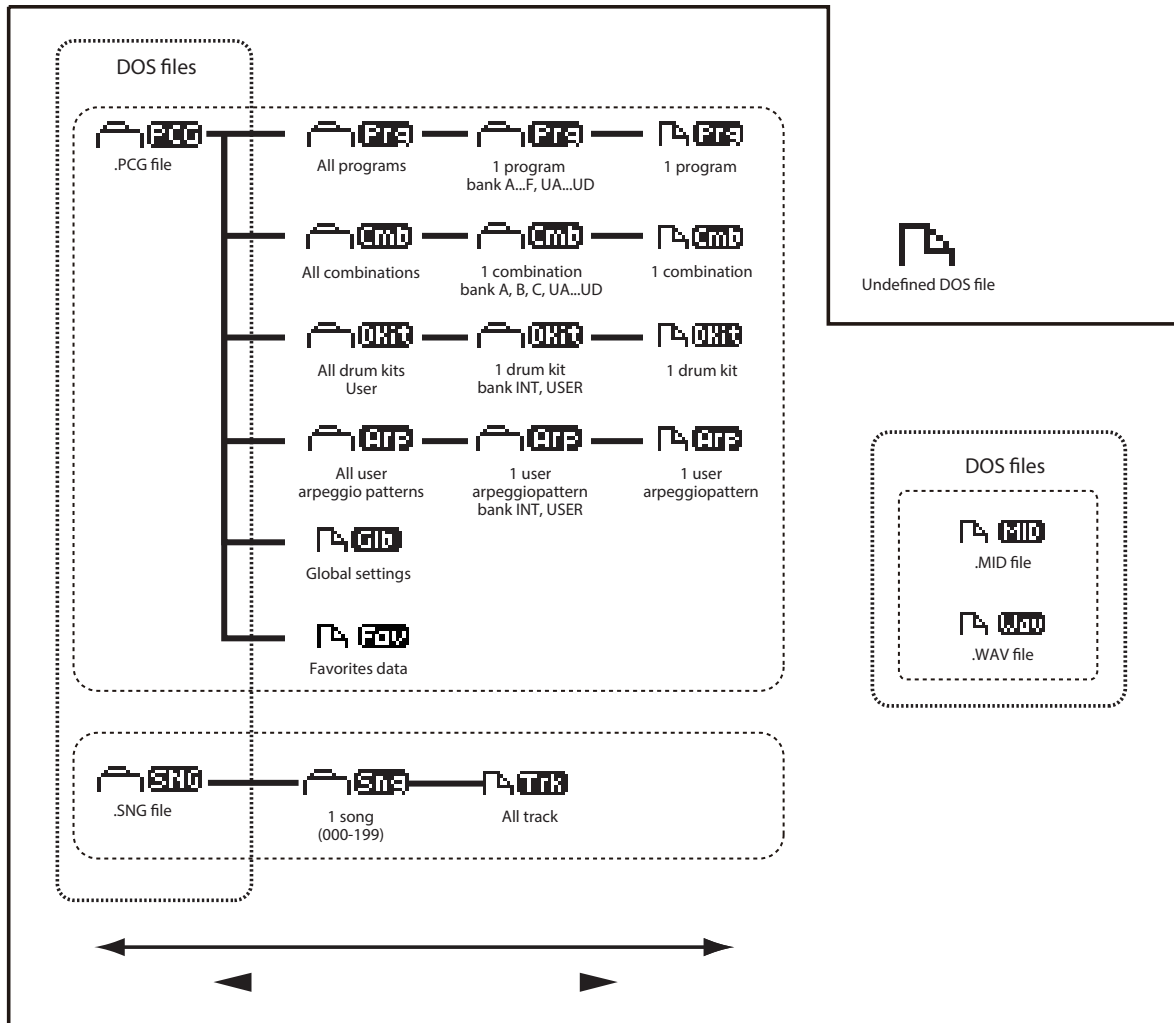 DOS files
PCG
.PCG file
Prg
All programs
Prg
1 program
bank A...F, UA...UD
Prg
1 program
Cmb
All combinations
Cmb
1 combination
bank A, B, C, UA...UD
Cmb
1 combination
DKit
All drum kits
User
DKit
1 drum kit
bank INT, USER
DKit
1 drum kit
Arp
All user
arpeggio patterns
Arp
1 user
arpeggiopattern
bank INT, USER
Arp
1 user
arpeggiopattern
Glb
Global settings
Fav
Favorites data
SNG
.SNG file
Sng
1 song
(000-199)
Trk
All track
Undefined DOS file
DOS files
MID
.MID file
Wav
.WAV file